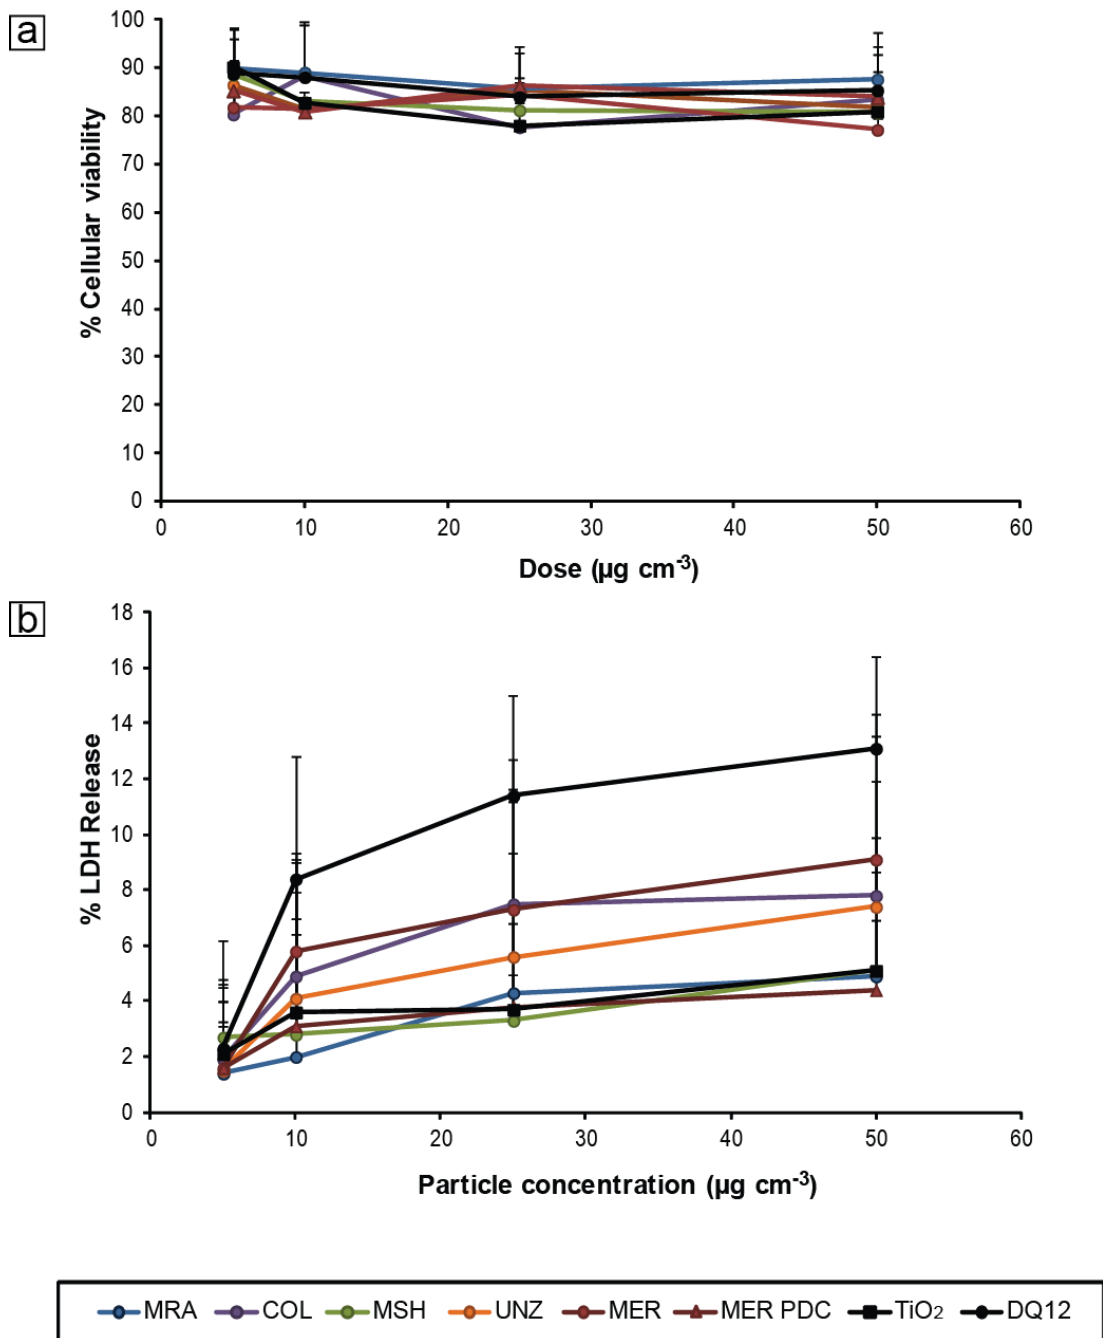 a
100
90
80
70
60
50
40
30
20
10
0
% Cellular viability
0 10 20 30 40 50 60
Dose (µg cm-3)
b
18
16
14
12
10
8
6
4
2
0
% LDH Release
0 10 20 30 40 50 60
Particle concentration (µg cm-3)
MRA COL MSH UNZ MER MER PDC TiO2 DQ12